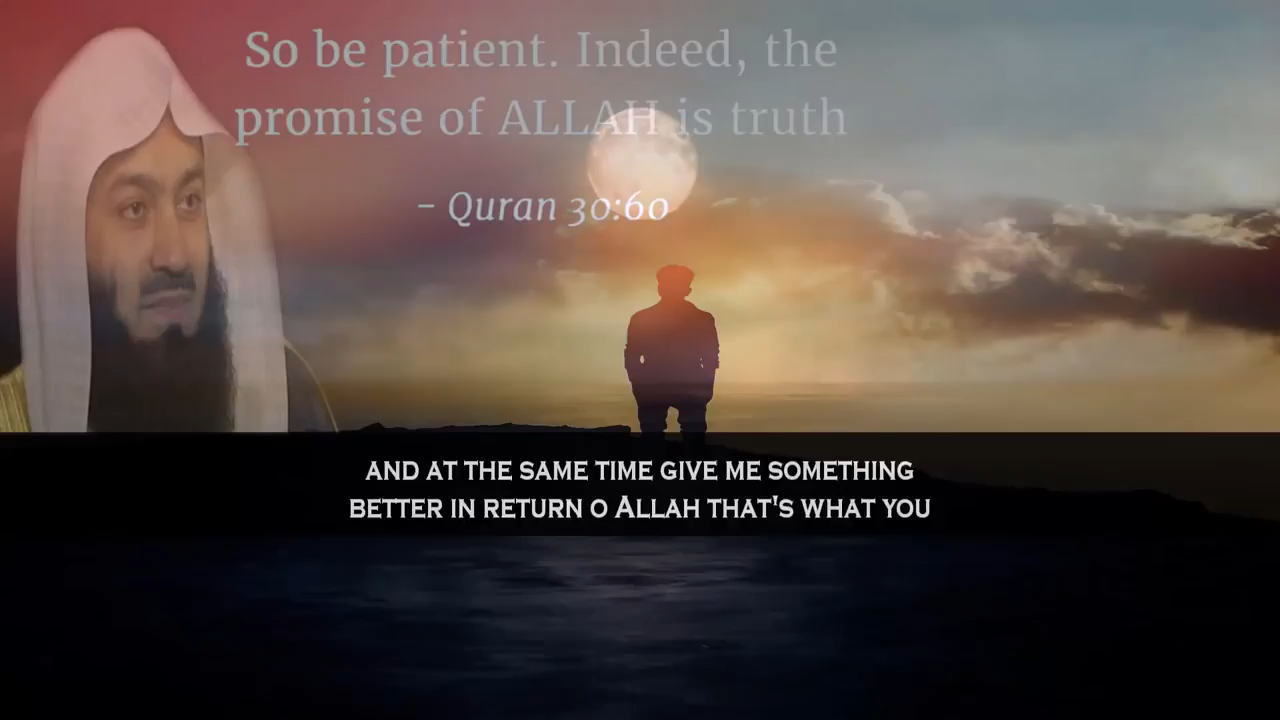 So be patient. Indeed, the
promise of ALLAH is truth
- Quran 30:60
AND AT THE SAME TIME GIVE ME SOMETHING
BETTER IN RETURN O ALLAH THAT'S WHAT YOU